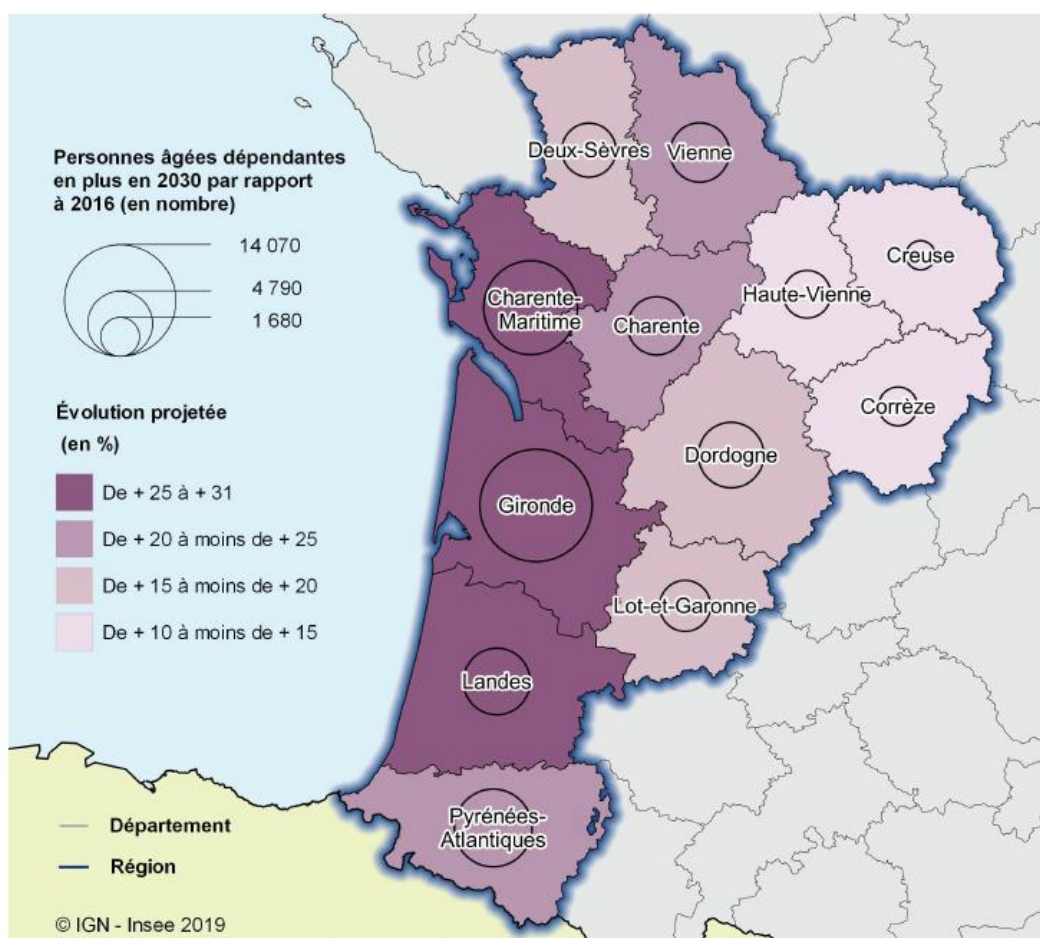 Personnes âgées dépendantes
en plus en 2030 par rapport
à 2016 (en nombre)
14 070
4 790
1 680
Évolution projetée
(en %)
De + 25 à + 31
De + 20 à moins de + 25
De + 15 à moins de + 20
De + 10 à moins de + 15
Département
Région
© IGN - Insee 2019
Deux-Sèvres
Vienne
Creuse
Haute-Vienne
Charente-
Maritime
Charente
Corrèze
Dordogne
Gironde
Lot-et-Garonne
Landes
Pyrénées-
Atlantiques